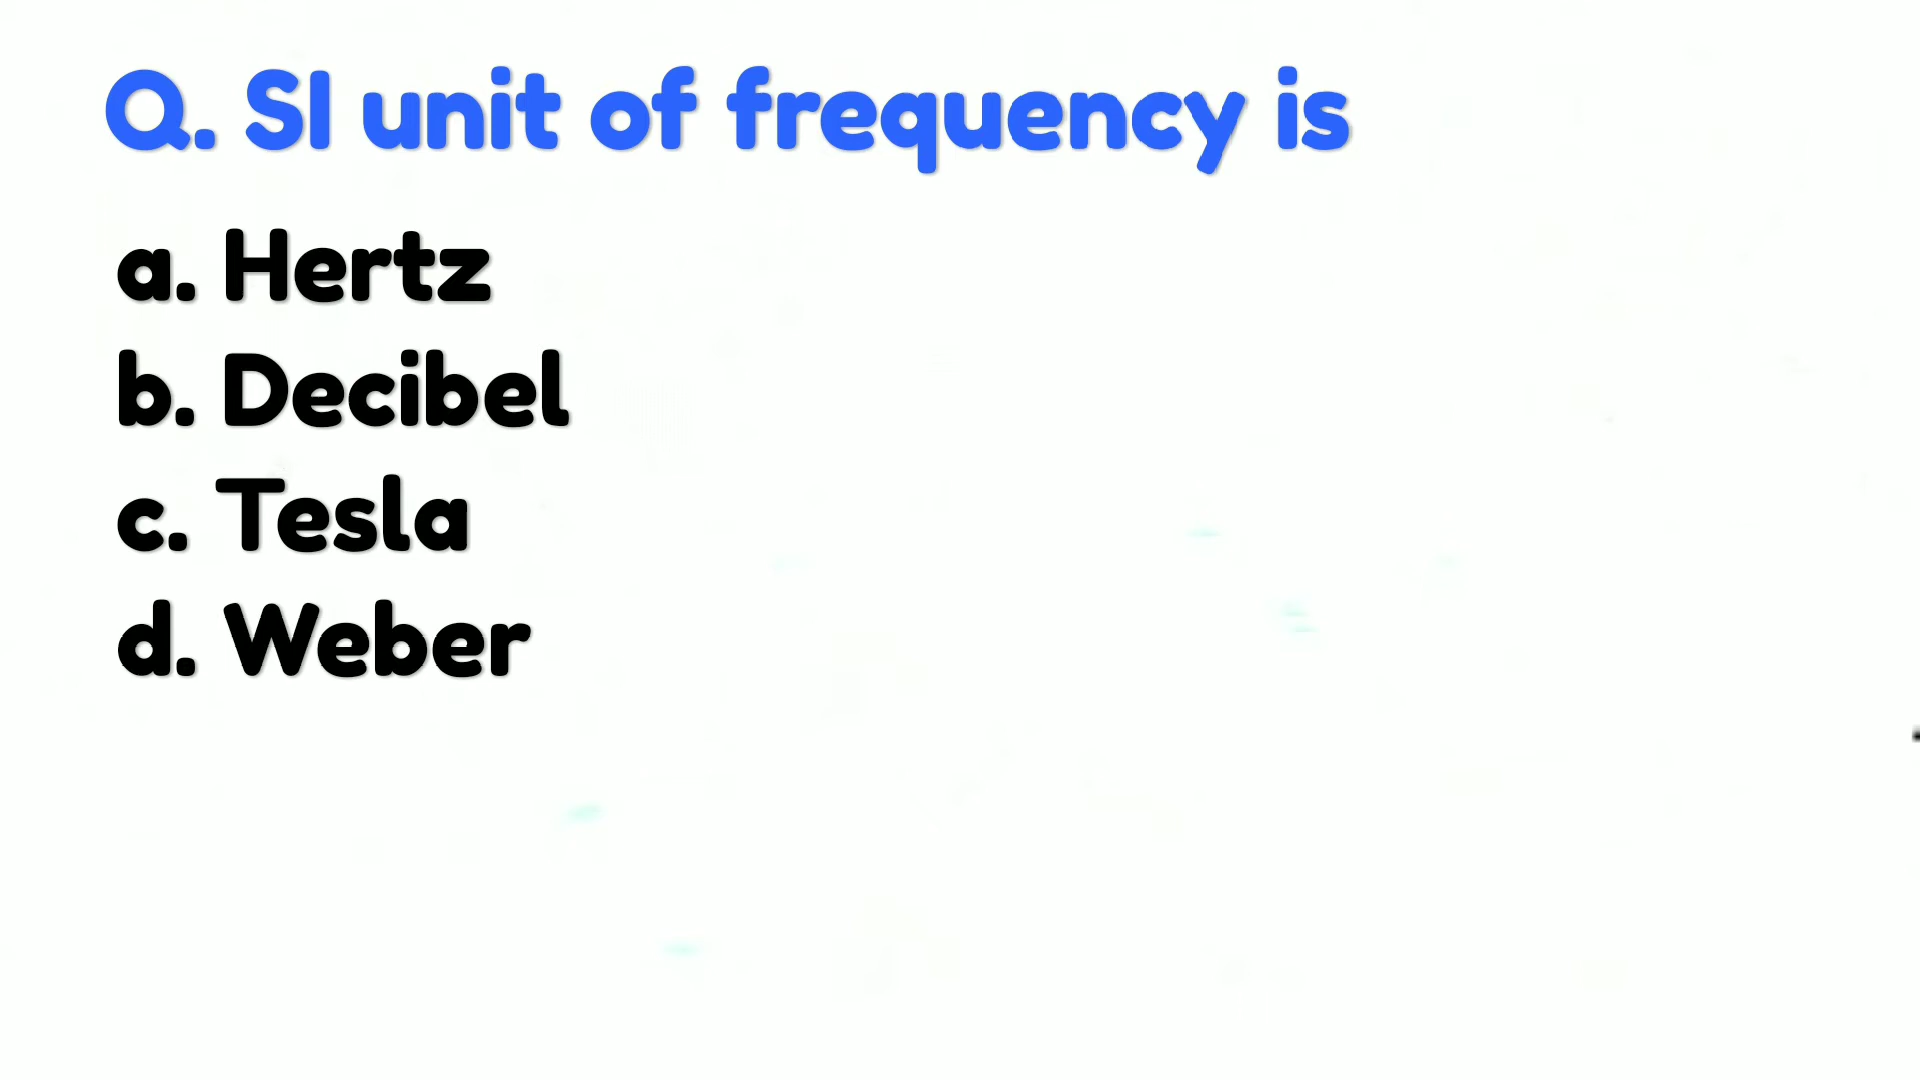 Q. SI unit of frequency is
a. Hertz
b. Decibel
c. Tesla
d. Weber